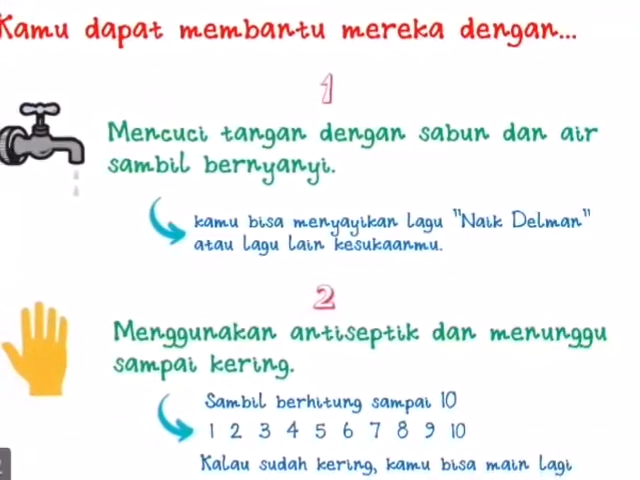 Kamu dapat membantu mereka dengan...
1
Mencuci tangan dengan sabun dan air
sambil bernyanyi.
kamu bisa menyayikan lagu "Naik Delman"
atau lagu lain kesukaanmu.
2
Menggunakan antiseptik dan menunggu
sampai kering.
Sambil berhitung sampai 10
1 2 3 4 5 6 7 8 9 10
Kalau sudah kering, kamu bisa main lagi